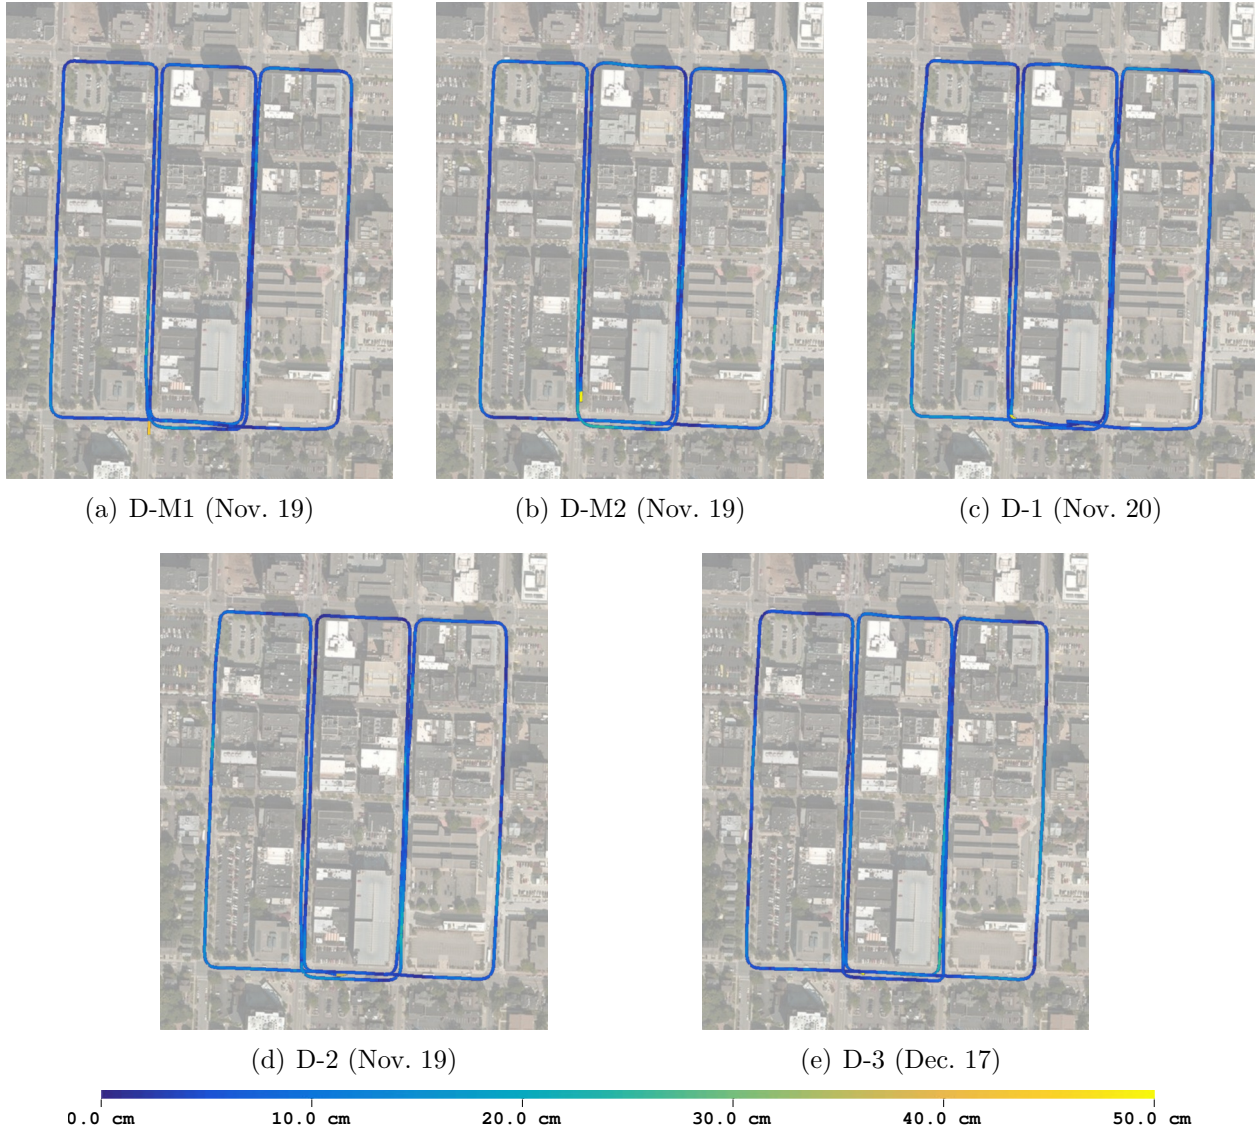 (a) D-M1 (Nov. 19)
(b) D-M2 (Nov. 19)
(c) D-1 (Nov. 20)
(d) D-2 (Nov. 19)
(e) D-3 (Dec. 17)
0.0 cm 10.0 cm 20.0 cm 30.0 cm 40.0 cm 50.0 cm